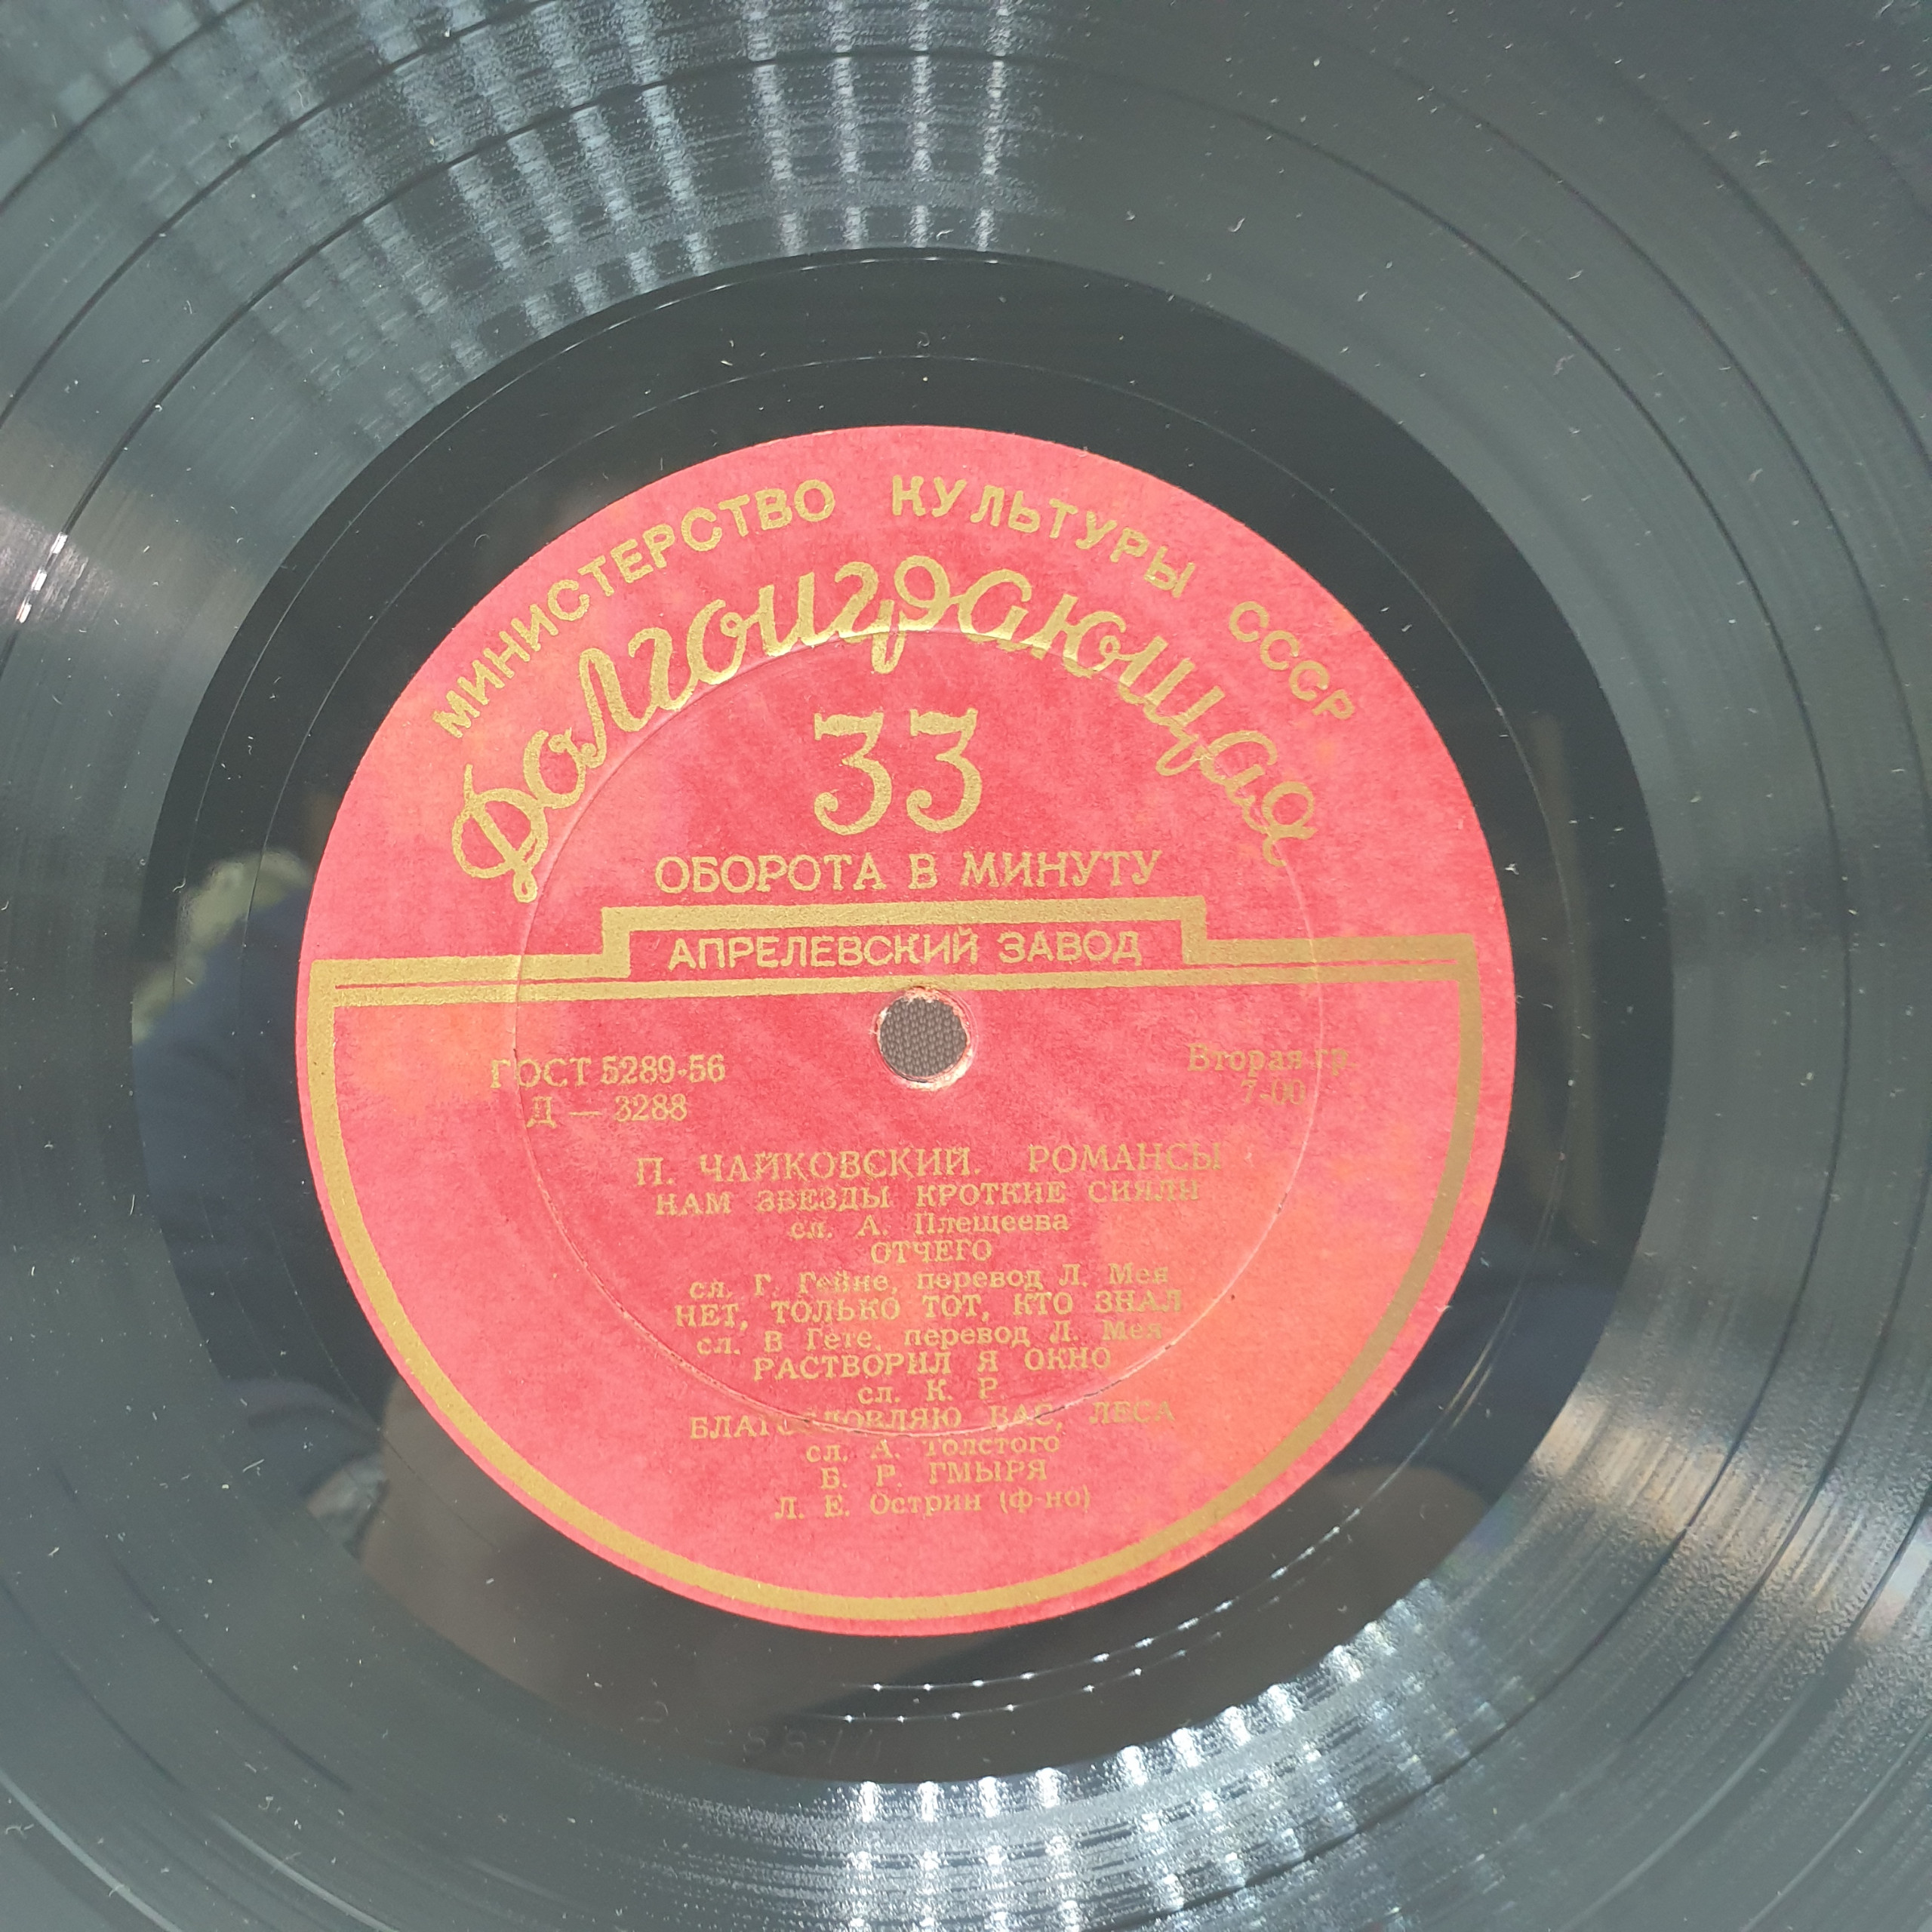 МИНИСТЕРСТВО КУЛЬТУРЫ СССР
Долгоиграющая
33
ОБОРОТА В МИНУТУ
АПРЕЛЕВСКИЙ ЗАВОД
ГОСТ 5289-56
Д — 3288
Вторая гр.
7-00
П. ЧАЙКОВСКИЙ. РОМАНСЫ
НАМ ЗВЕЗДЫ КРОТКИЕ СИЯЛИ
сл. А. Плещеева
ОТЧЕГО
сл. Г. Гейне, перевод Л. Мея
НЕТ, ТОЛЬКО ТОТ, КТО ЗНАЛ
сл. В Гете, перевод Л. Мея
РАСТВОРИЛ Я ОКНО
сл. К. Р.
БЛАГОСЛОВЛЯЮ ВАС, ЛЕСА
сл. А. Толстого
Б. Р. ГМЫРЯ
Л. Е. Острин (ф-но)